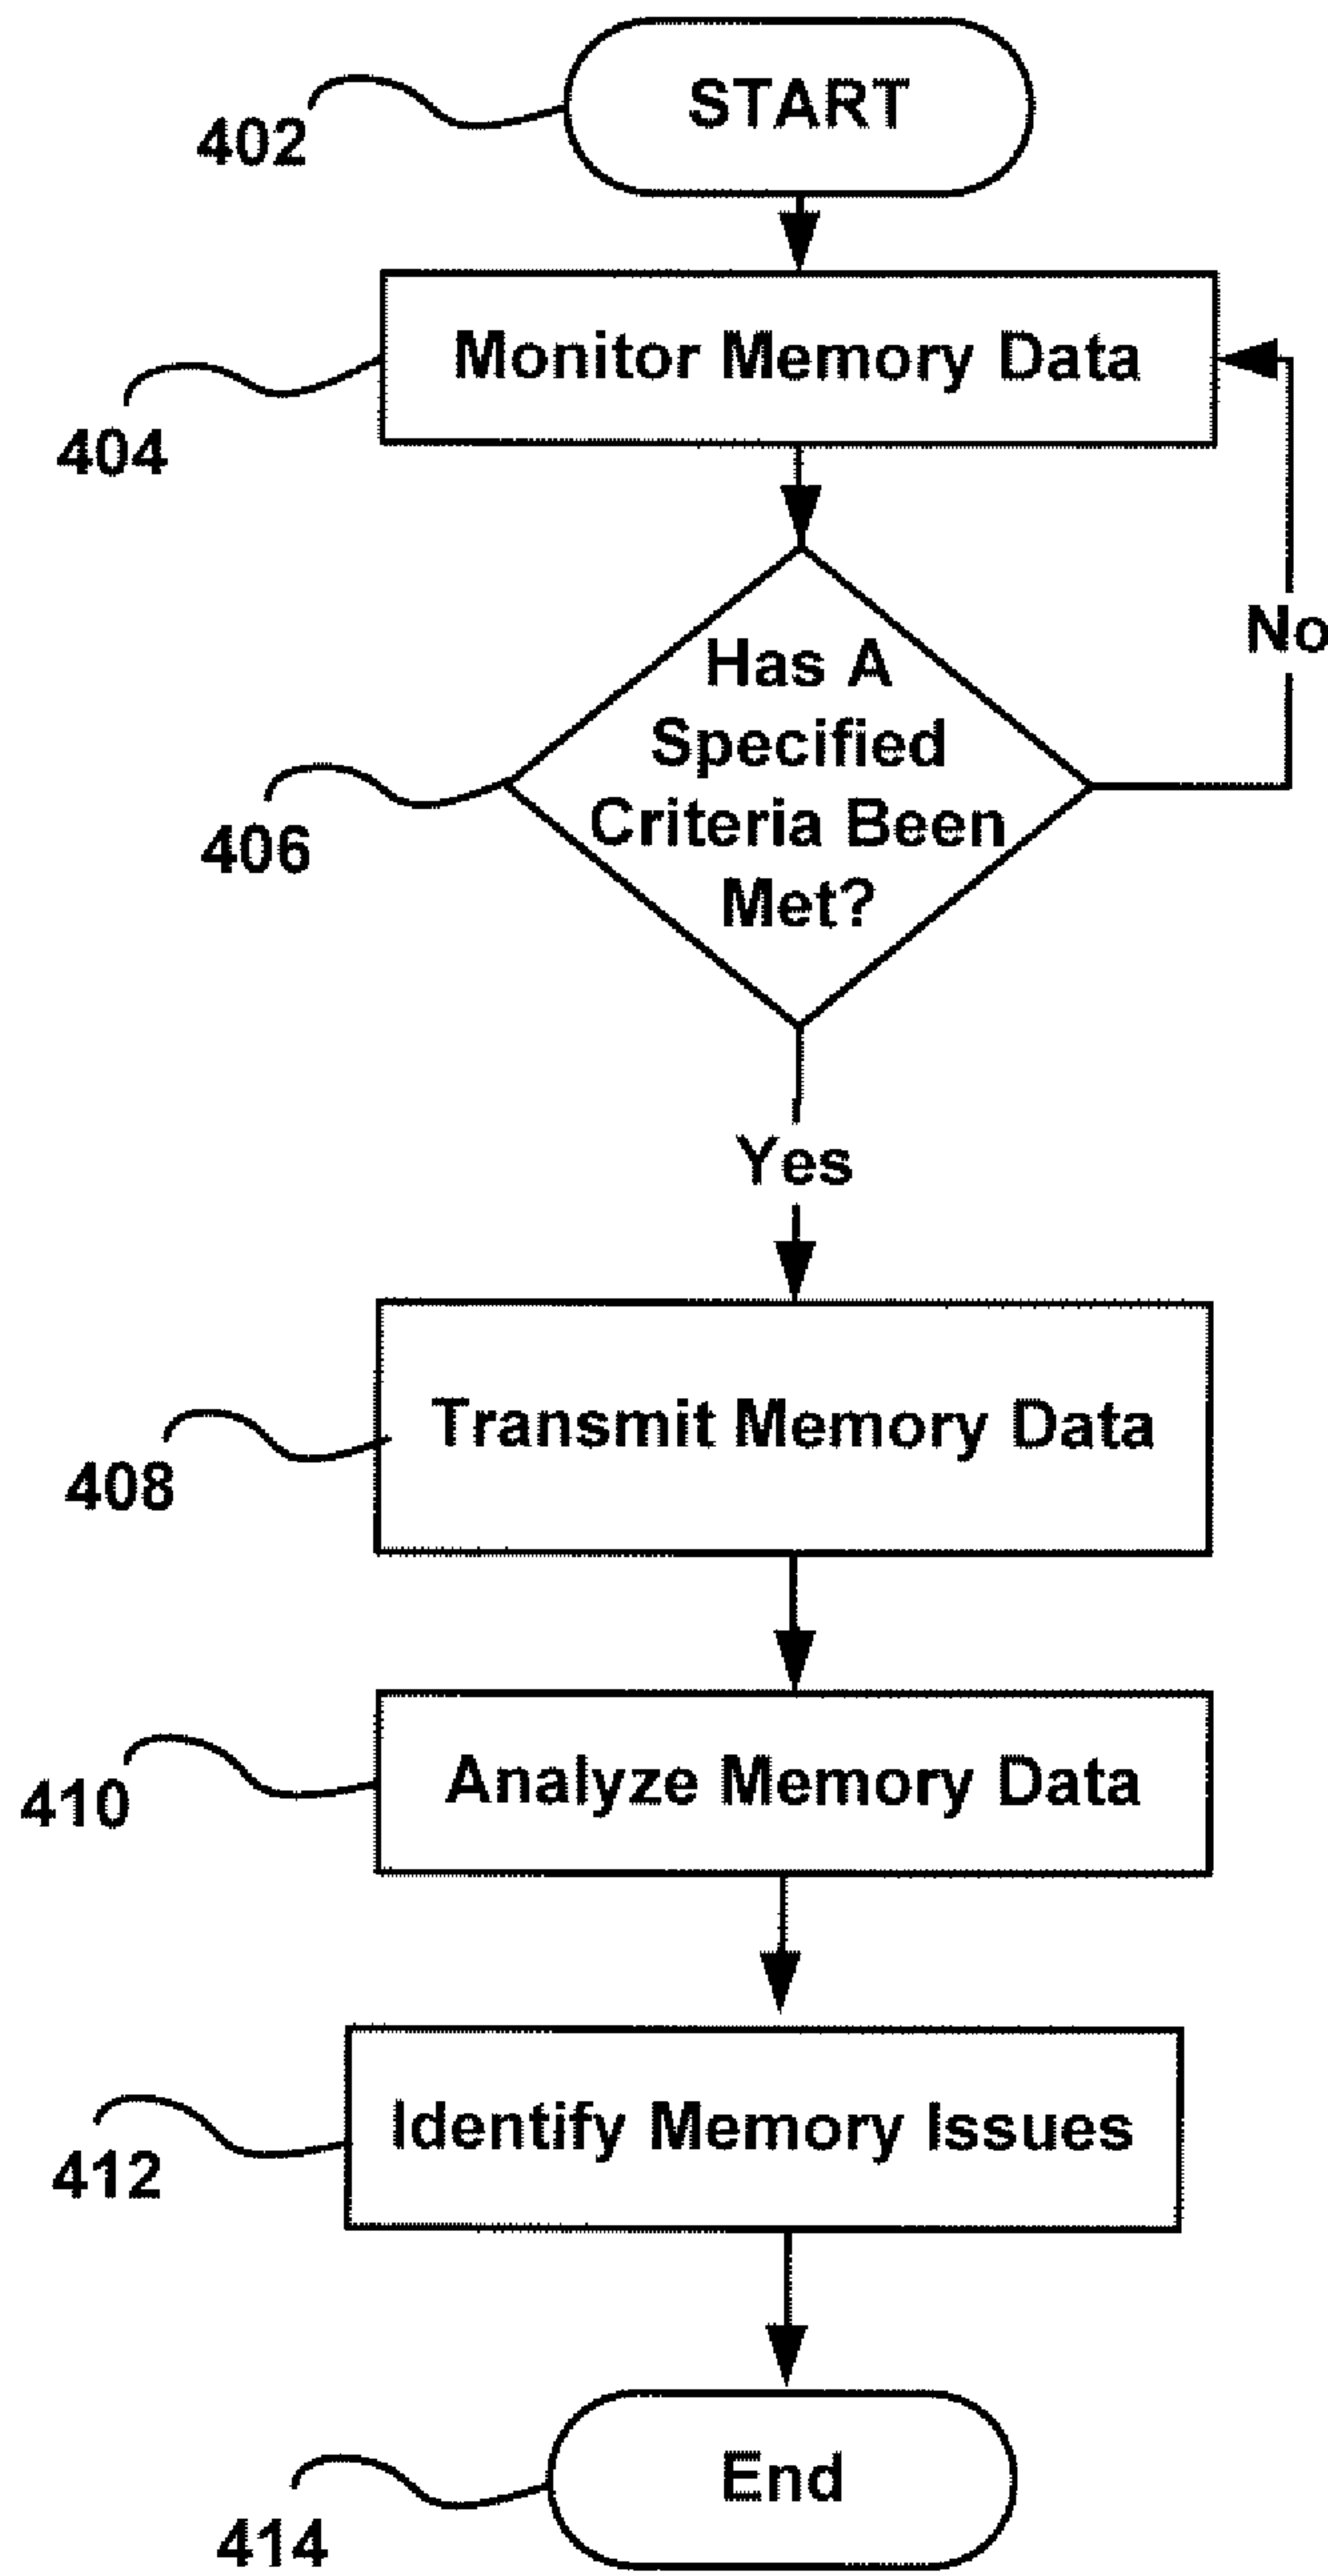 START
402
Monitor Memory Data
404
No
Has A
Specified
Criteria Been
Met?
406
Yes
Transmit Memory Data
408
Analyze Memory Data
410
Identify Memory Issues
412
End
414